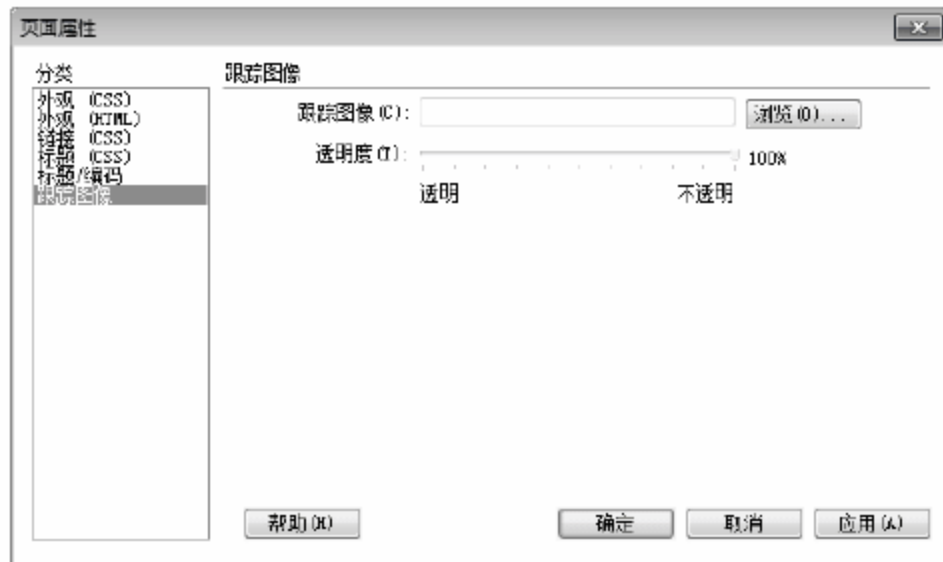 页面属性
分类
外观 (CSS)
外观 (HTML)
链接 (CSS)
标题 (CSS)
标题/编码
跟踪图像
跟踪图像
跟踪图像(C):
浏览(O)...
透明度(T):
100%
透明
不透明
帮助(H)
确定
取消
应用(A)